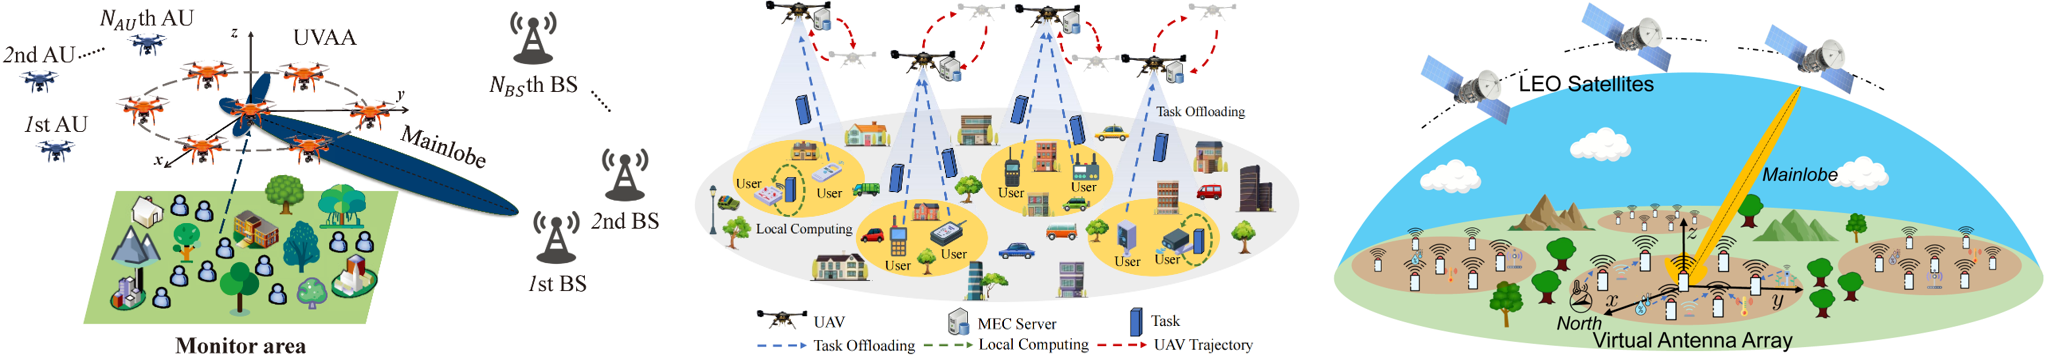 N_{AU}th AU
2nd AU
1st AU
z
UVAA
y
x
Mainlobe
N_{BS}th BS
2nd BS
1st BS
Monitor area
Task Offloading
User
User
Local Computing
User
User
User
User
User
User
UAV
MEC Server
Task
Task Offloading
Local Computing
UAV Trajectory
LEO Satellites
Mainlobe
z
x
y
North
Virtual Antenna Array